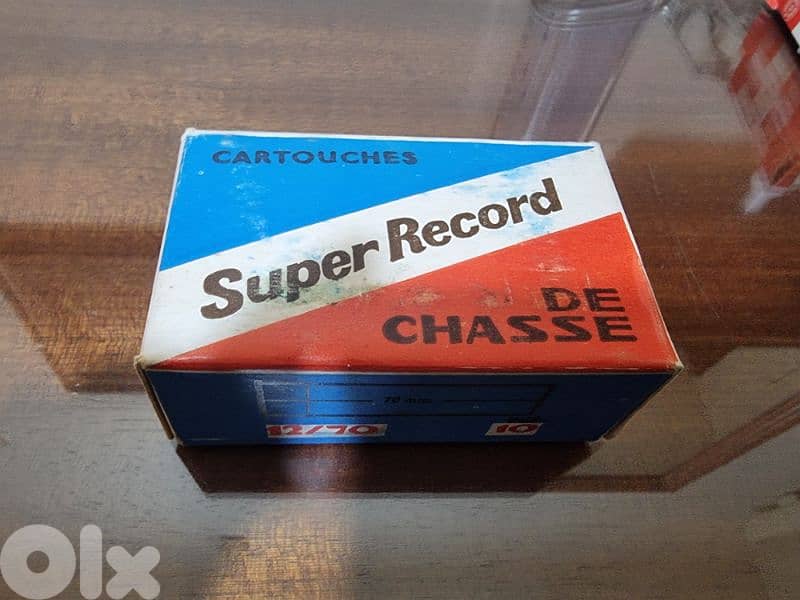 CARTOUCHES
Super Record
DE
CHASSE
70 mm
12/70 10
OLX